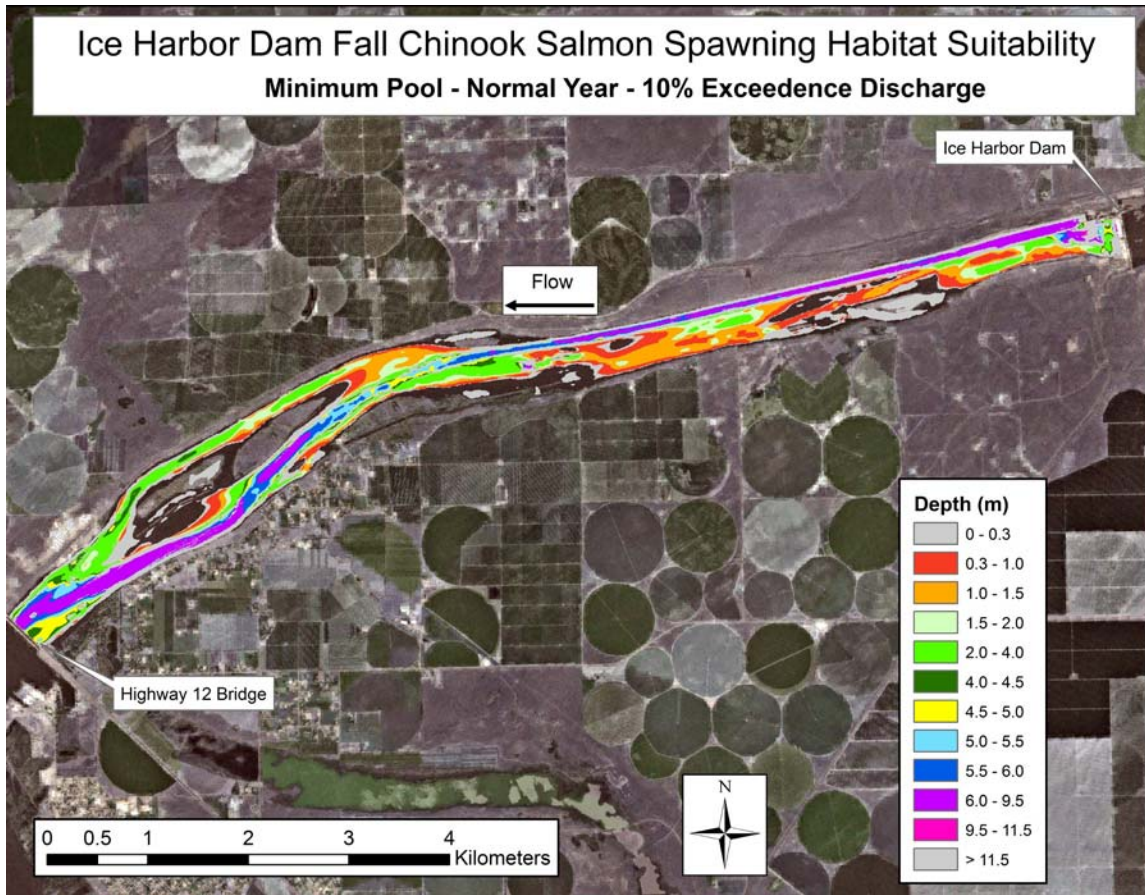 Ice Harbor Dam Fall Chinook Salmon Spawning Habitat Suitability
Minimum Pool - Normal Year - 10% Exceedence Discharge
Ice Harbor Dam
Flow
Highway 12 Bridge
Depth (m)
0 - 0.3
0.3 - 1.0
1.0 - 1.5
1.5 - 2.0
2.0 - 4.0
4.0 - 4.5
4.5 - 5.0
5.0 - 5.5
5.5 - 6.0
6.0 - 9.5
9.5 - 11.5
> 11.5
N
0 0.5 1 2 3 4
Kilometers